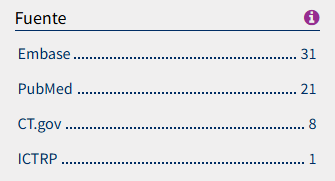 Fuente
Embase 31
PubMed 21
CT.gov 8
ICTRP 1